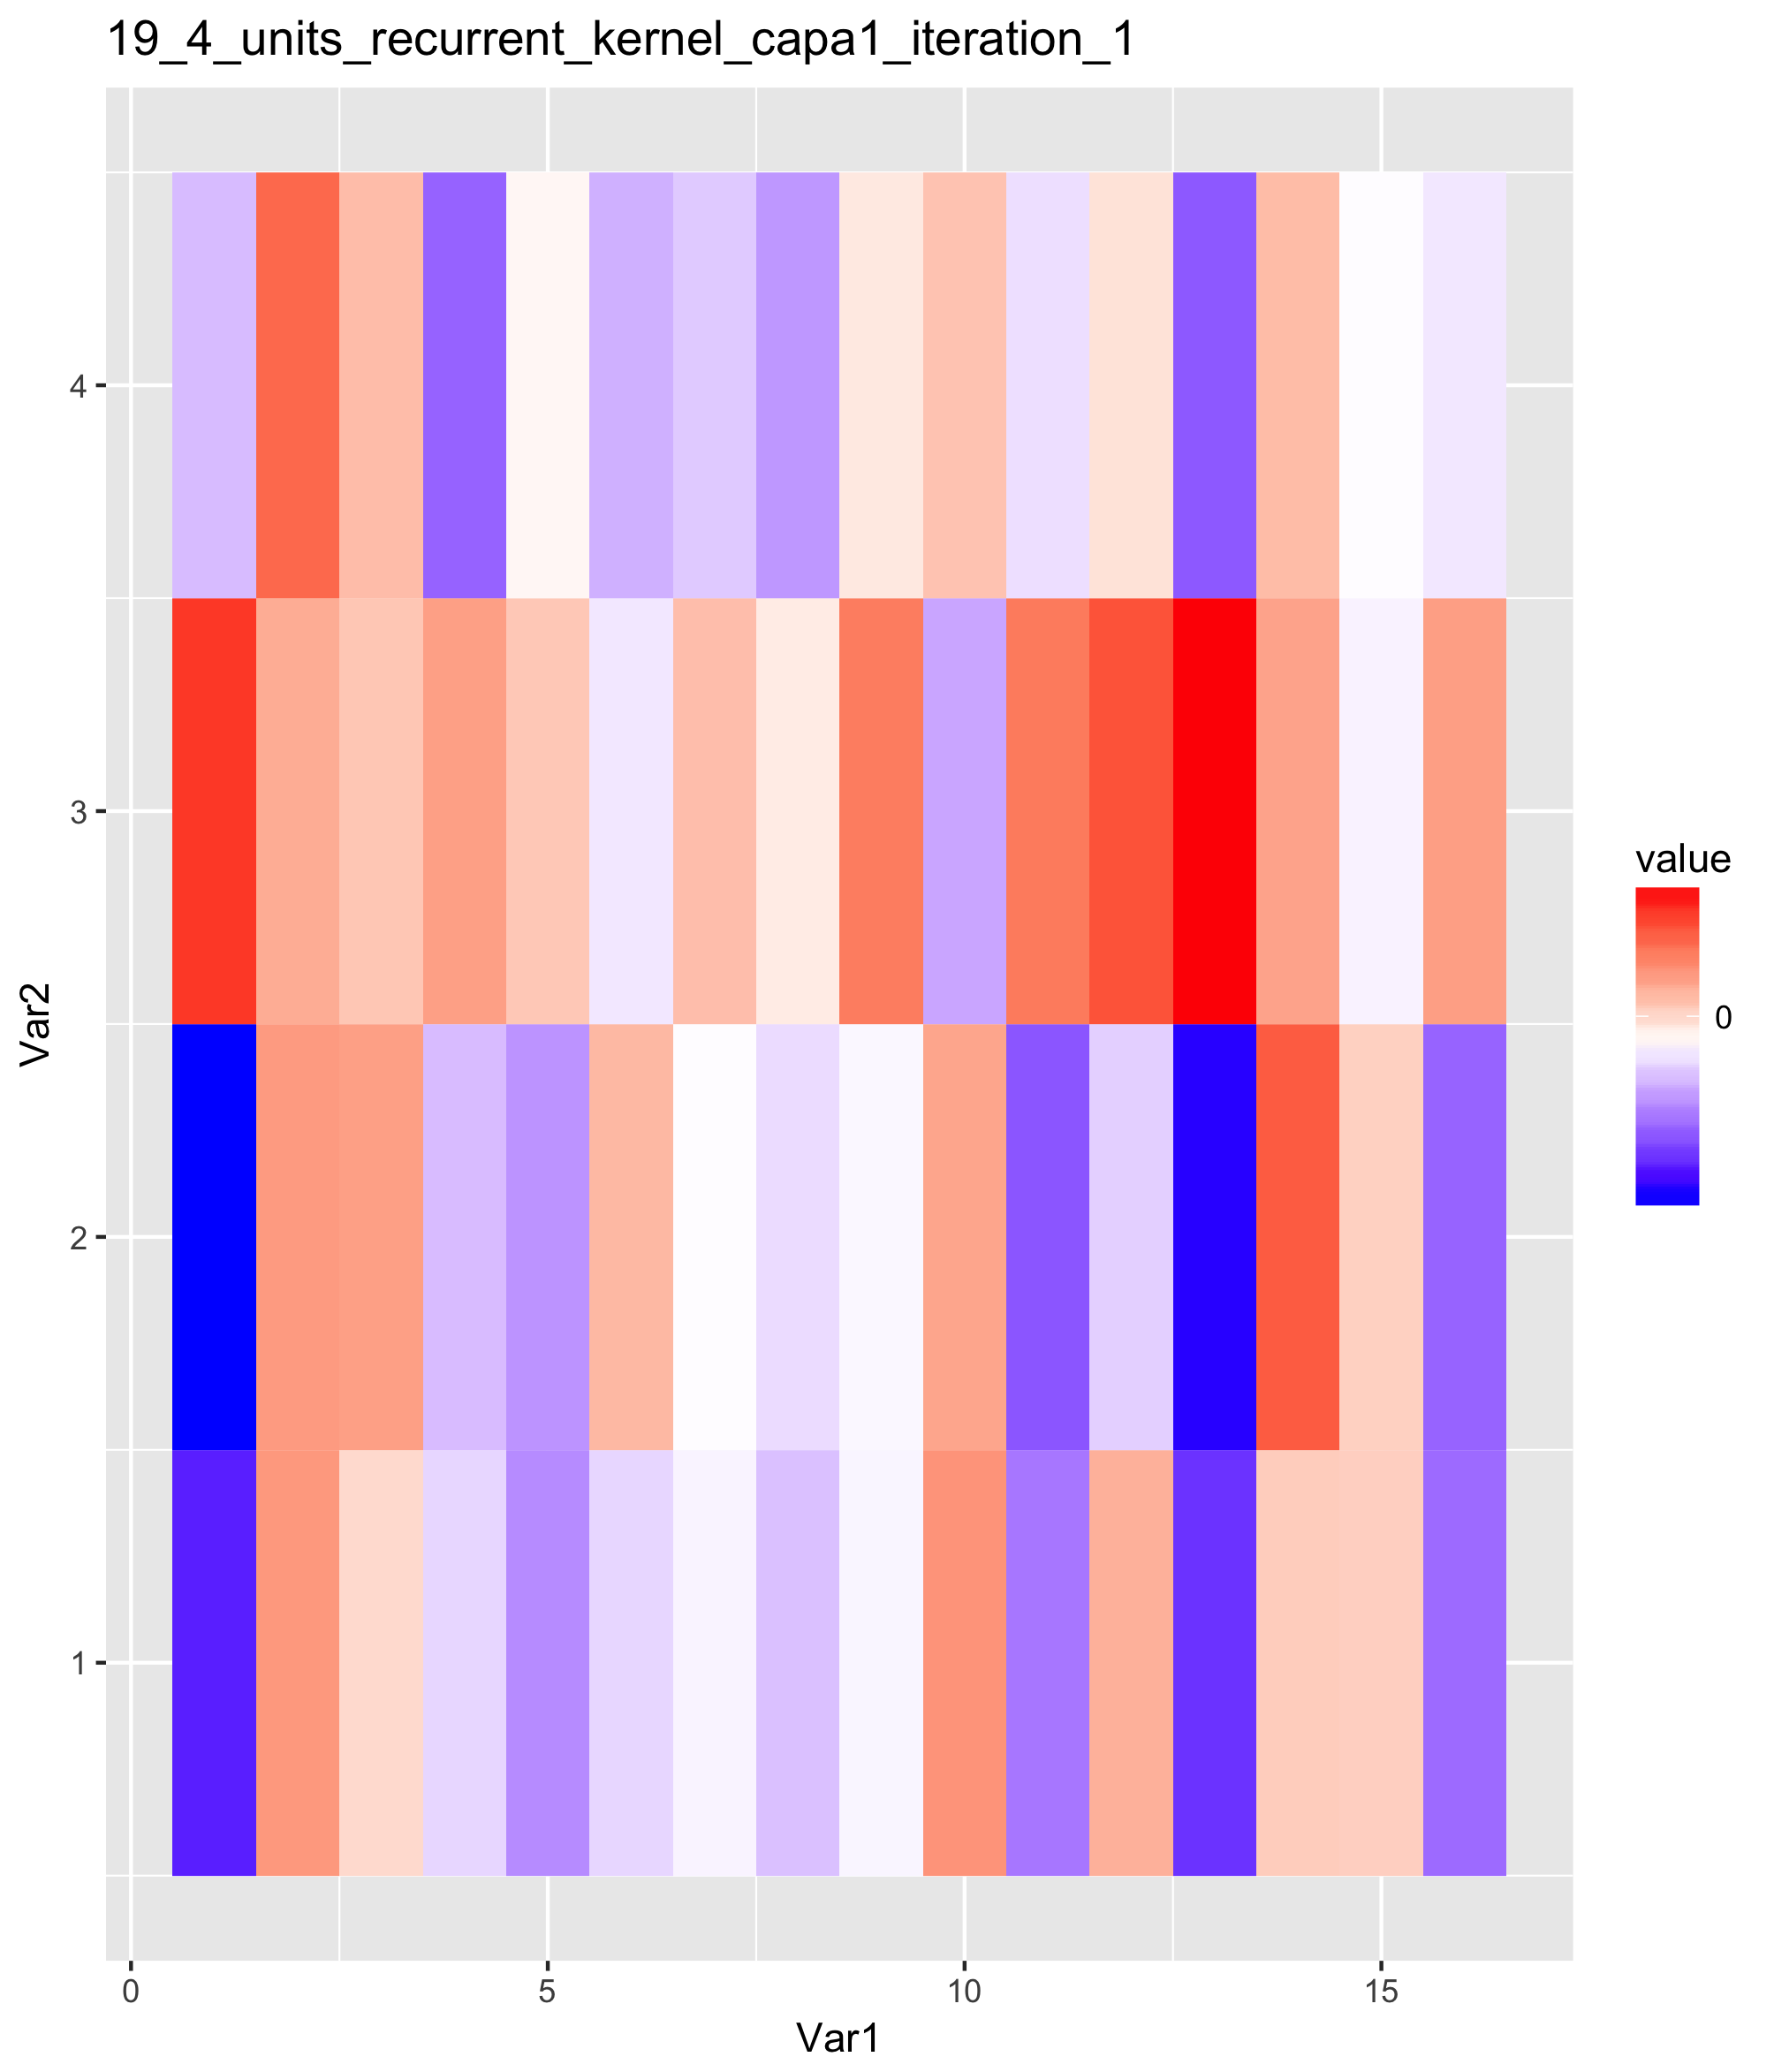 19_4_units_recurrent_kernel_capa1_iteration_1
4
3
2
1
Var2
0
5
10
15
Var1
value
0